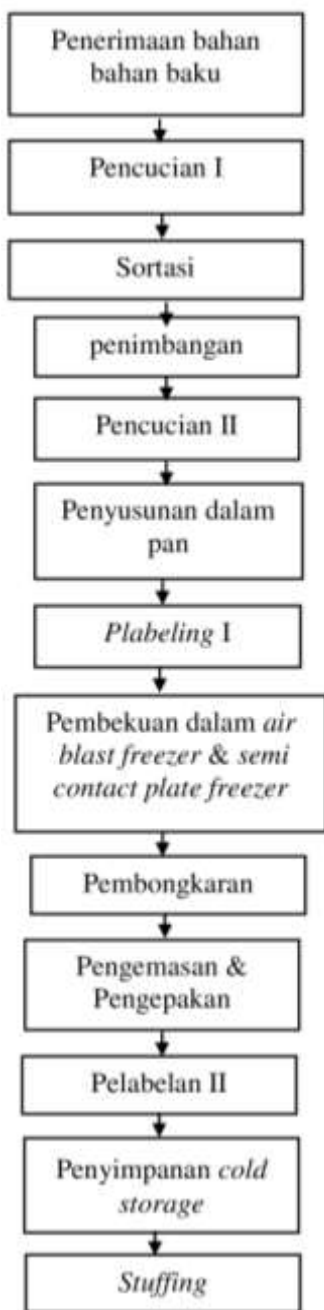 Penerimaan bahan
bahan baku
Pencucian I
Sortasi
penimbangan
Pencucian II
Penyusunan dalam
pan
Plabeling I
Pembekuan dalam air
blast freezer & semi
contact plate freezer
Pembongkaran
Pengemasan &
Pengepakan
Pelabelan II
Penyimpanan cold
storage
Stuffing